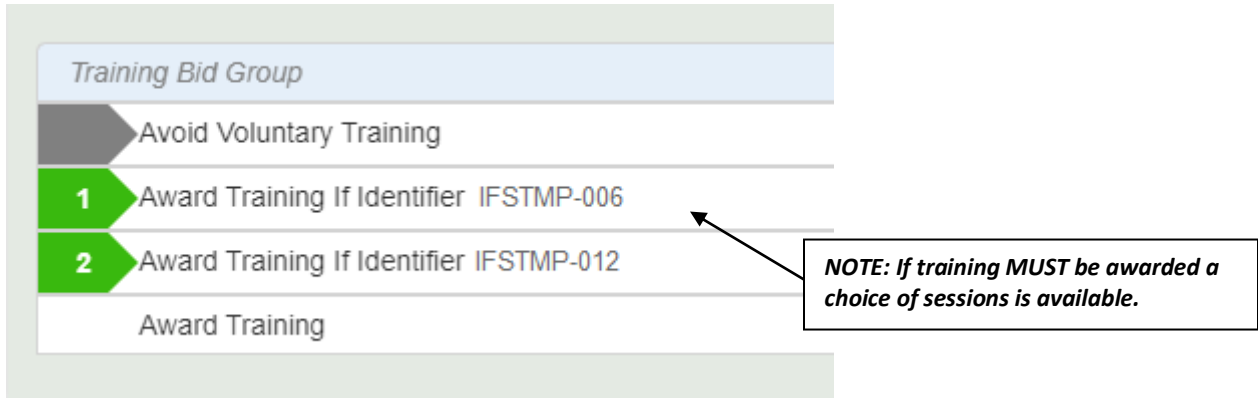 Training Bid Group
Avoid Voluntary Training
1 Award Training If Identifier IFSTMP-006
2 Award Training If Identifier IFSTMP-012
Award Training
NOTE: If training MUST be awarded a
choice of sessions is available.